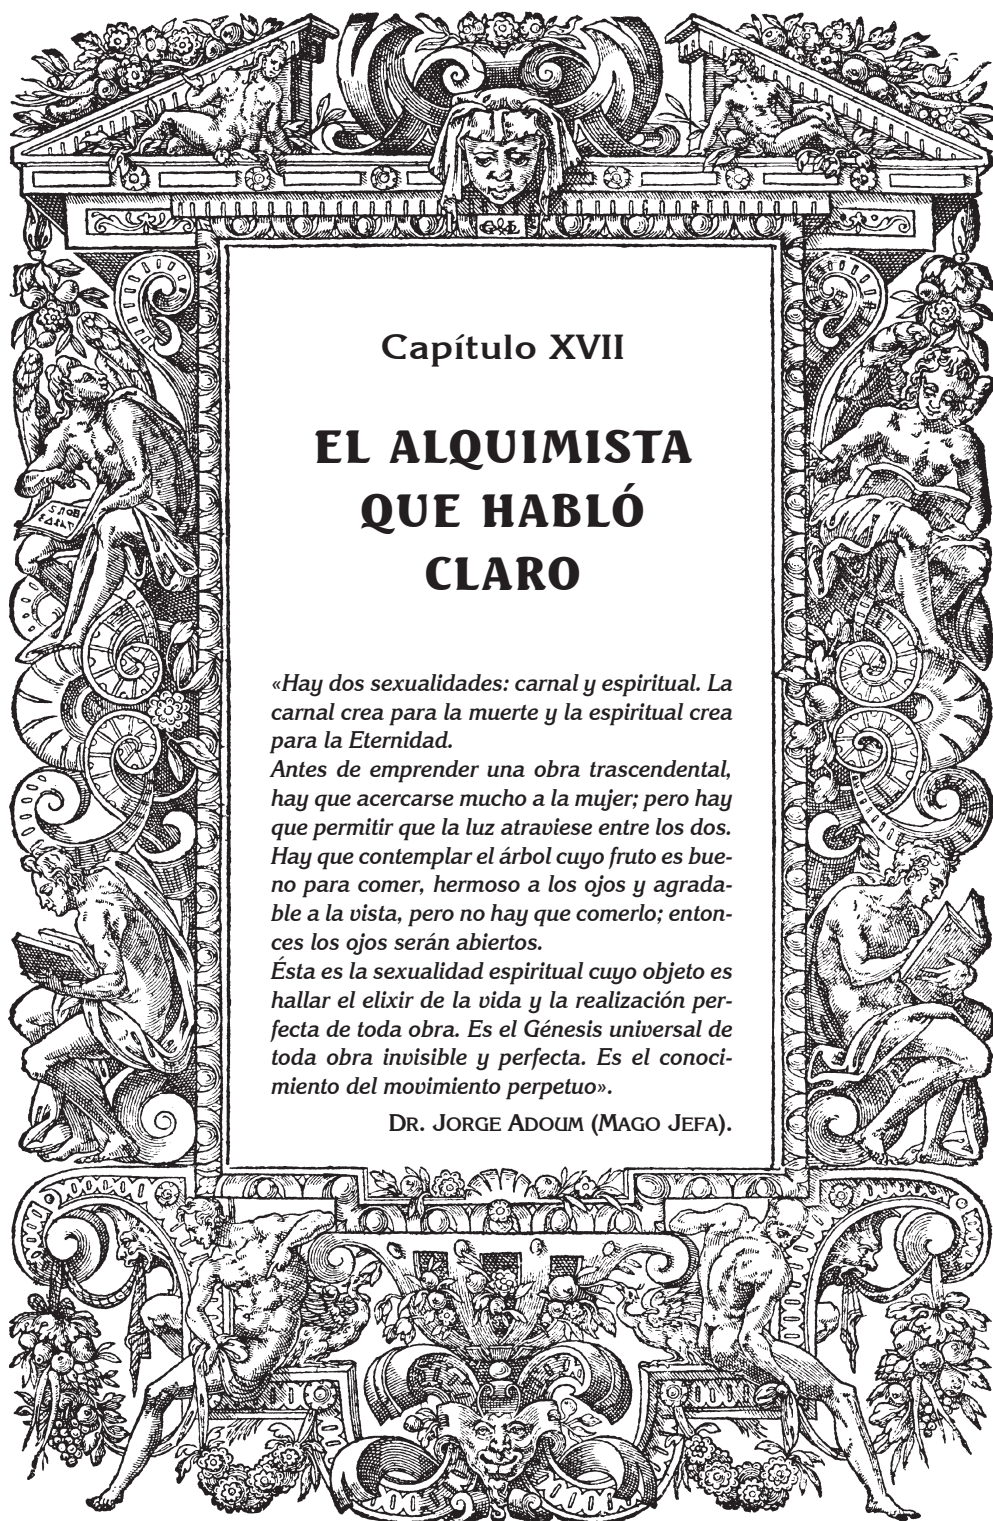 Capítulo XVII
EL ALQUIMISTA
QUE HABLÓ
CLARO
«Hay dos sexualidades: carnal y espiritual. La
carnal crea para la muerte y la espiritual crea
para la Eternidad.
Antes de emprender una obra trascendental,
hay que acercarse mucho a la mujer; pero hay
que permitir que la luz atraviese entre los dos.
Hay que contemplar el árbol cuyo fruto es bue-
no para comer, hermoso a los ojos y agrada-
ble a la vista, pero no hay que comerlo; enton-
ces los ojos serán abiertos.
Ésta es la sexualidad espiritual cuyo objeto es
hallar el elixir de la vida y la realización per-
fecta de toda obra. Es el Génesis universal de
toda obra invisible y perfecta. Es el conoci-
miento del movimiento perpetuo».
DR. JORGE ADOUM (MAGO JEFA).